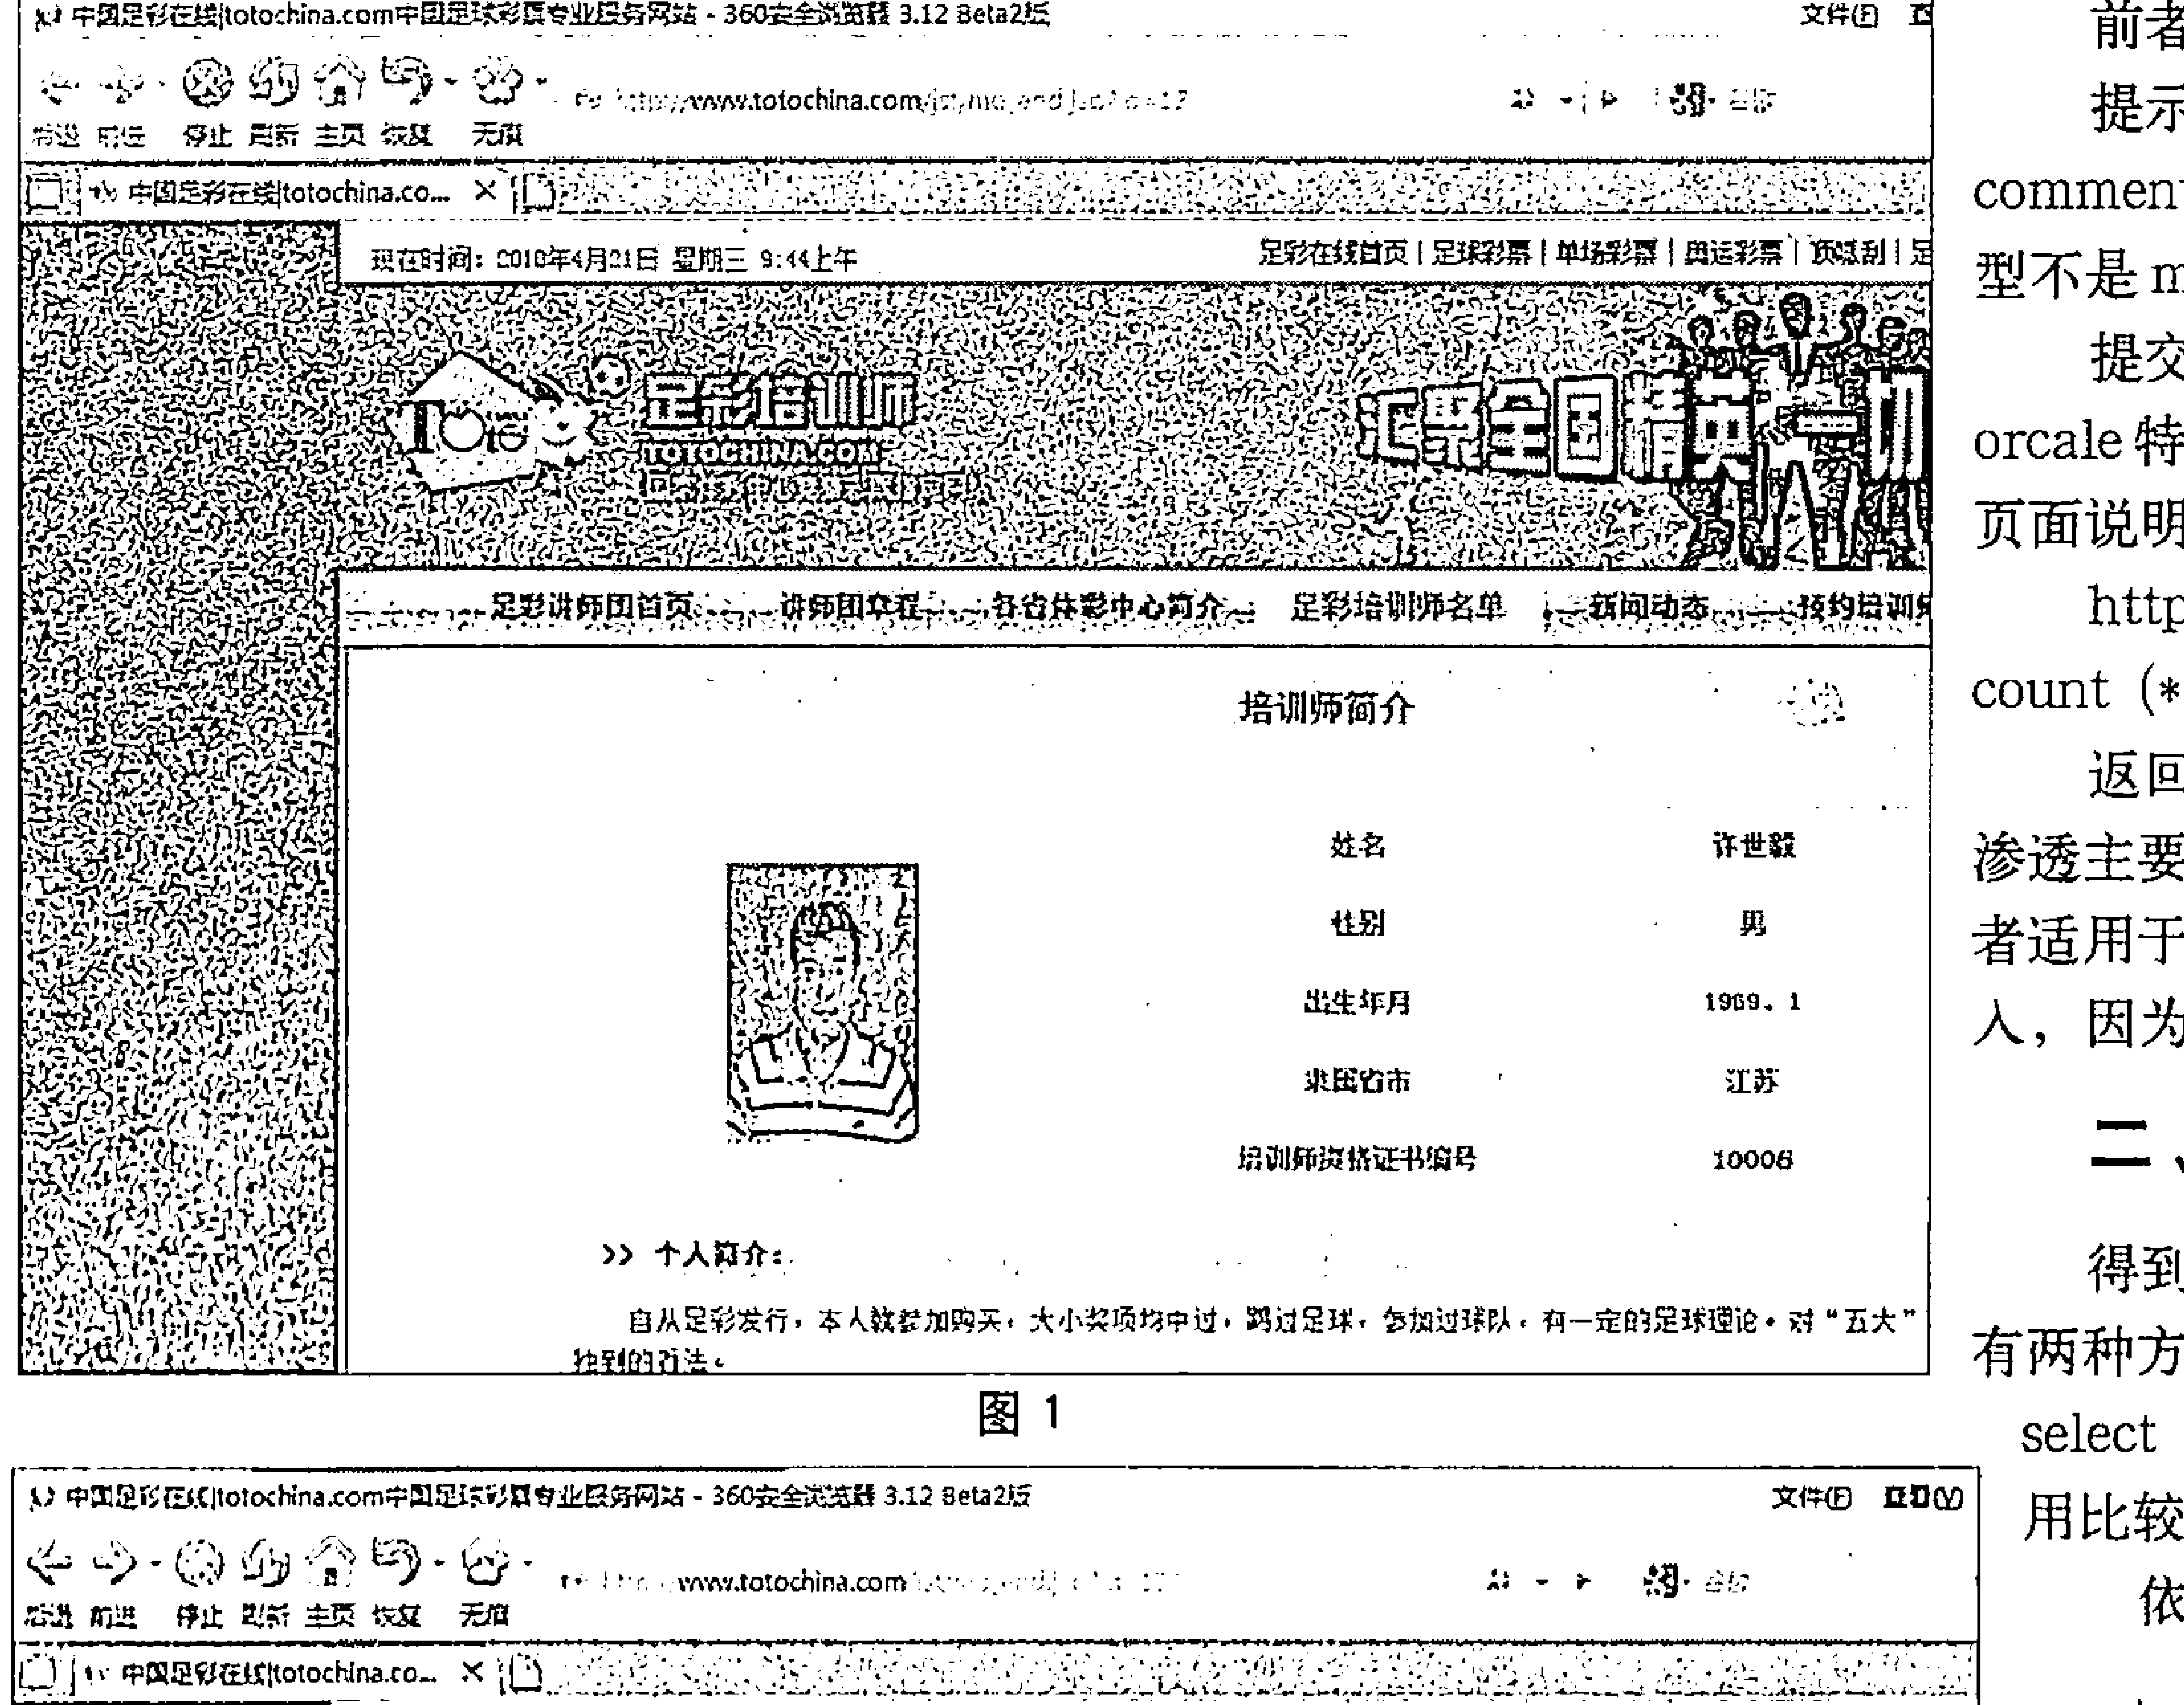 中国足彩在线|totochina.com中国足球彩票专业服务网站 - 360安全浏览器 3.12 Beta2版 文件(F)
后退 前进 停止 刷新 主页 恢复 无痕
www.totochina.com/
中国足彩在线|totochina.co...
现在时间：2010年4月21日 星期三 9:44上午
足彩在线首页 | 足球彩票 | 单场彩票 | 奥运彩票 | 顶呱刮 | 足
足彩培训师
TOTOCHINA.COM
汇聚全国精英
足彩讲师团首页 讲师团章程 各省体彩中心简介 足彩培训师名单 新闻动态 预约培训师
培训师简介
姓名 许世毅
性别 男
出生年月 1969. 1
来自省市 江苏
培训师资格证书编号 10006
>> 个人简介:
自从足彩发行，本人就参加购买，大小奖项均中过，踢过足球，参加过球队，有一定的足球理论。对“五大”
独到的看法。
图 1
中国足彩在线|totochina.com中国足球彩票专业服务网站 - 360安全浏览器 3.12 Beta2版 文件(F) 查看(V)
后退 前进 停止 刷新 主页 恢复 无痕
www.totochina.com
中国足彩在线|totochina.co...
前者
提示
commen
型不是 m
提交
orcale 特
页面说明
http
count (*
返回
渗透主要
者适用于
入，因为
二、
得到
有两种方
select
用比较
依